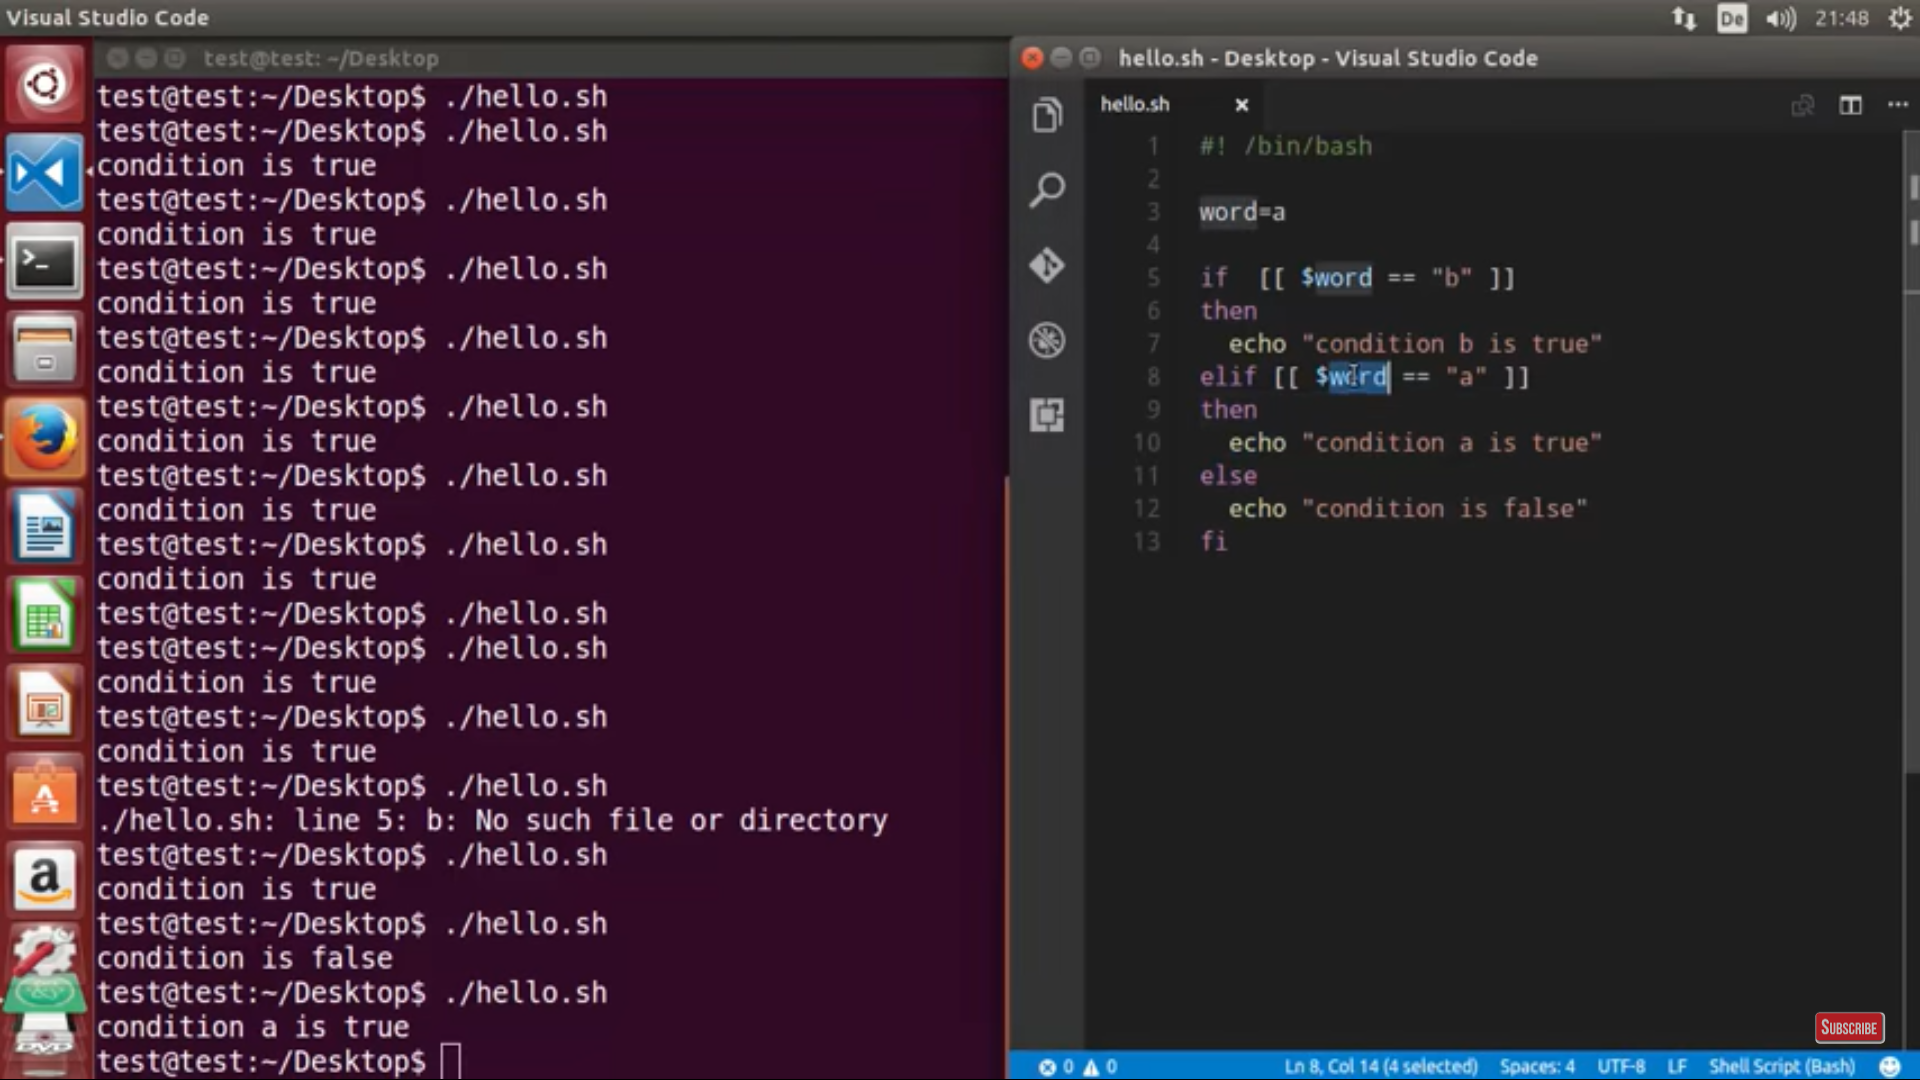 Visual Studio Code
De
21:48
test@test: ~/Desktop
test@test:~/Desktop$ ./hello.sh
test@test:~/Desktop$ ./hello.sh
condition is true
test@test:~/Desktop$ ./hello.sh
condition is true
test@test:~/Desktop$ ./hello.sh
condition is true
test@test:~/Desktop$ ./hello.sh
condition is true
test@test:~/Desktop$ ./hello.sh
condition is true
test@test:~/Desktop$ ./hello.sh
condition is true
test@test:~/Desktop$ ./hello.sh
condition is true
test@test:~/Desktop$ ./hello.sh
test@test:~/Desktop$ ./hello.sh
condition is true
test@test:~/Desktop$ ./hello.sh
condition is true
test@test:~/Desktop$ ./hello.sh
./hello.sh: line 5: b: No such file or directory
test@test:~/Desktop$ ./hello.sh
condition is true
test@test:~/Desktop$ ./hello.sh
condition is false
test@test:~/Desktop$ ./hello.sh
condition a is true
test@test:~/Desktop$
hello.sh - Desktop - Visual Studio Code
hello.sh
1 #! /bin/bash
2
3 word=a
4
5 if  [[ $word == "b" ]]
6 then
7   echo "condition b is true"
8 elif [[ $word == "a" ]]
9 then
10   echo "condition a is true"
11 else
12   echo "condition is false"
13 fi
SUBSCRIBE
0 0 Ln 8, Col 14 (4 selected) Spaces: 4 UTF-8 LF Shell Script (Bash)
DVD